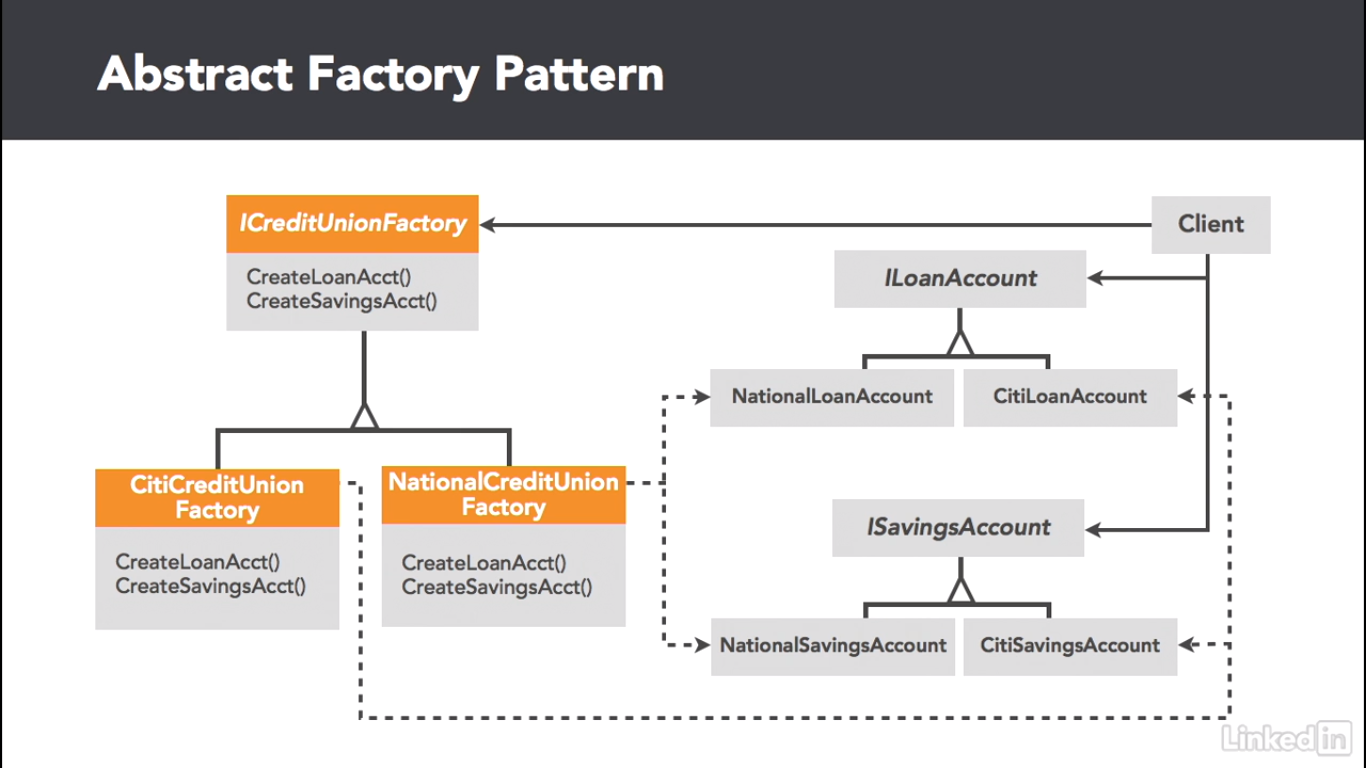 Abstract Factory Pattern
ICreditUnionFactory
CreateLoanAcct()
CreateSavingsAcct()
Client
ILoanAccount
NationalLoanAccount
CitiLoanAccount
CitiCreditUnion
Factory
CreateLoanAcct()
CreateSavingsAcct()
NationalCreditUnion
Factory
CreateLoanAcct()
CreateSavingsAcct()
ISavingsAccount
NationalSavingsAccount
CitiSavingsAccount
LinkedIn